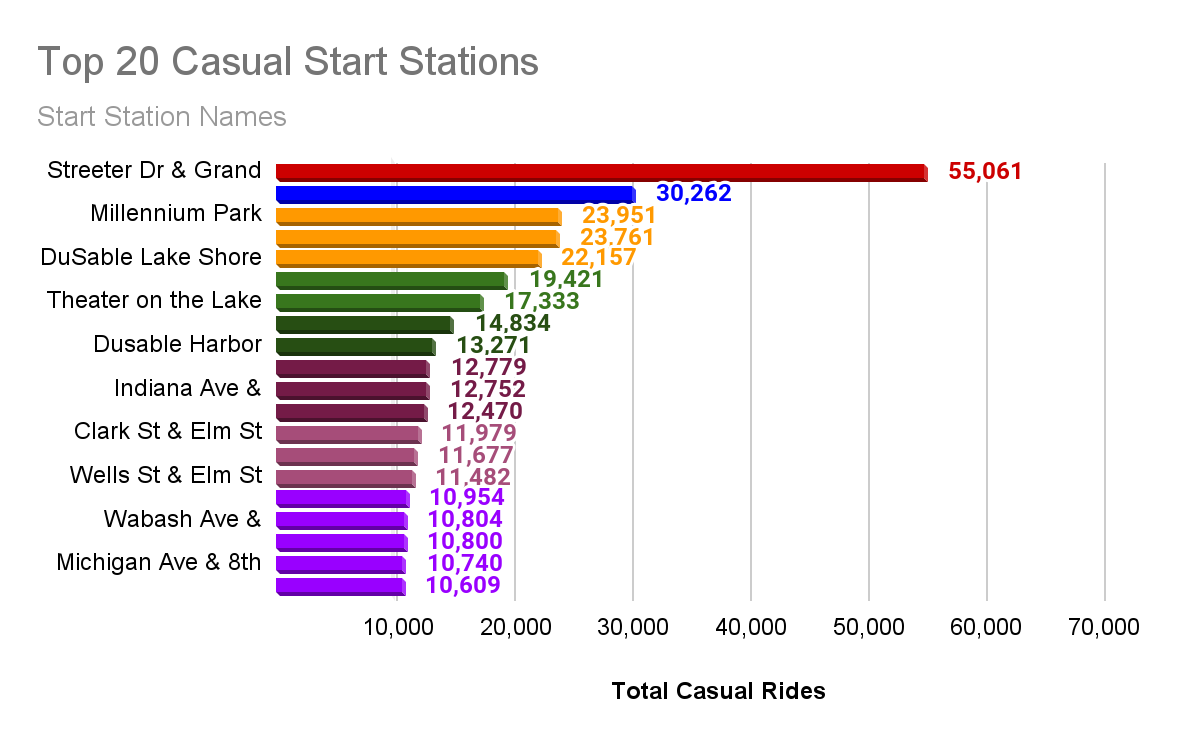 Top 20 Casual Start Stations
Start Station Names
Streeter Dr & Grand
55,061
30,262
Millennium Park
23,951
23,761
DuSable Lake Shore
22,157
19,421
Theater on the Lake
17,333
14,834
Dusable Harbor
13,271
12,779
Indiana Ave &
12,752
12,470
Clark St & Elm St
11,979
11,677
Wells St & Elm St
11,482
10,954
Wabash Ave &
10,804
10,800
Michigan Ave & 8th
10,740
10,609
10,000 20,000 30,000 40,000 50,000 60,000 70,000
Total Casual Rides